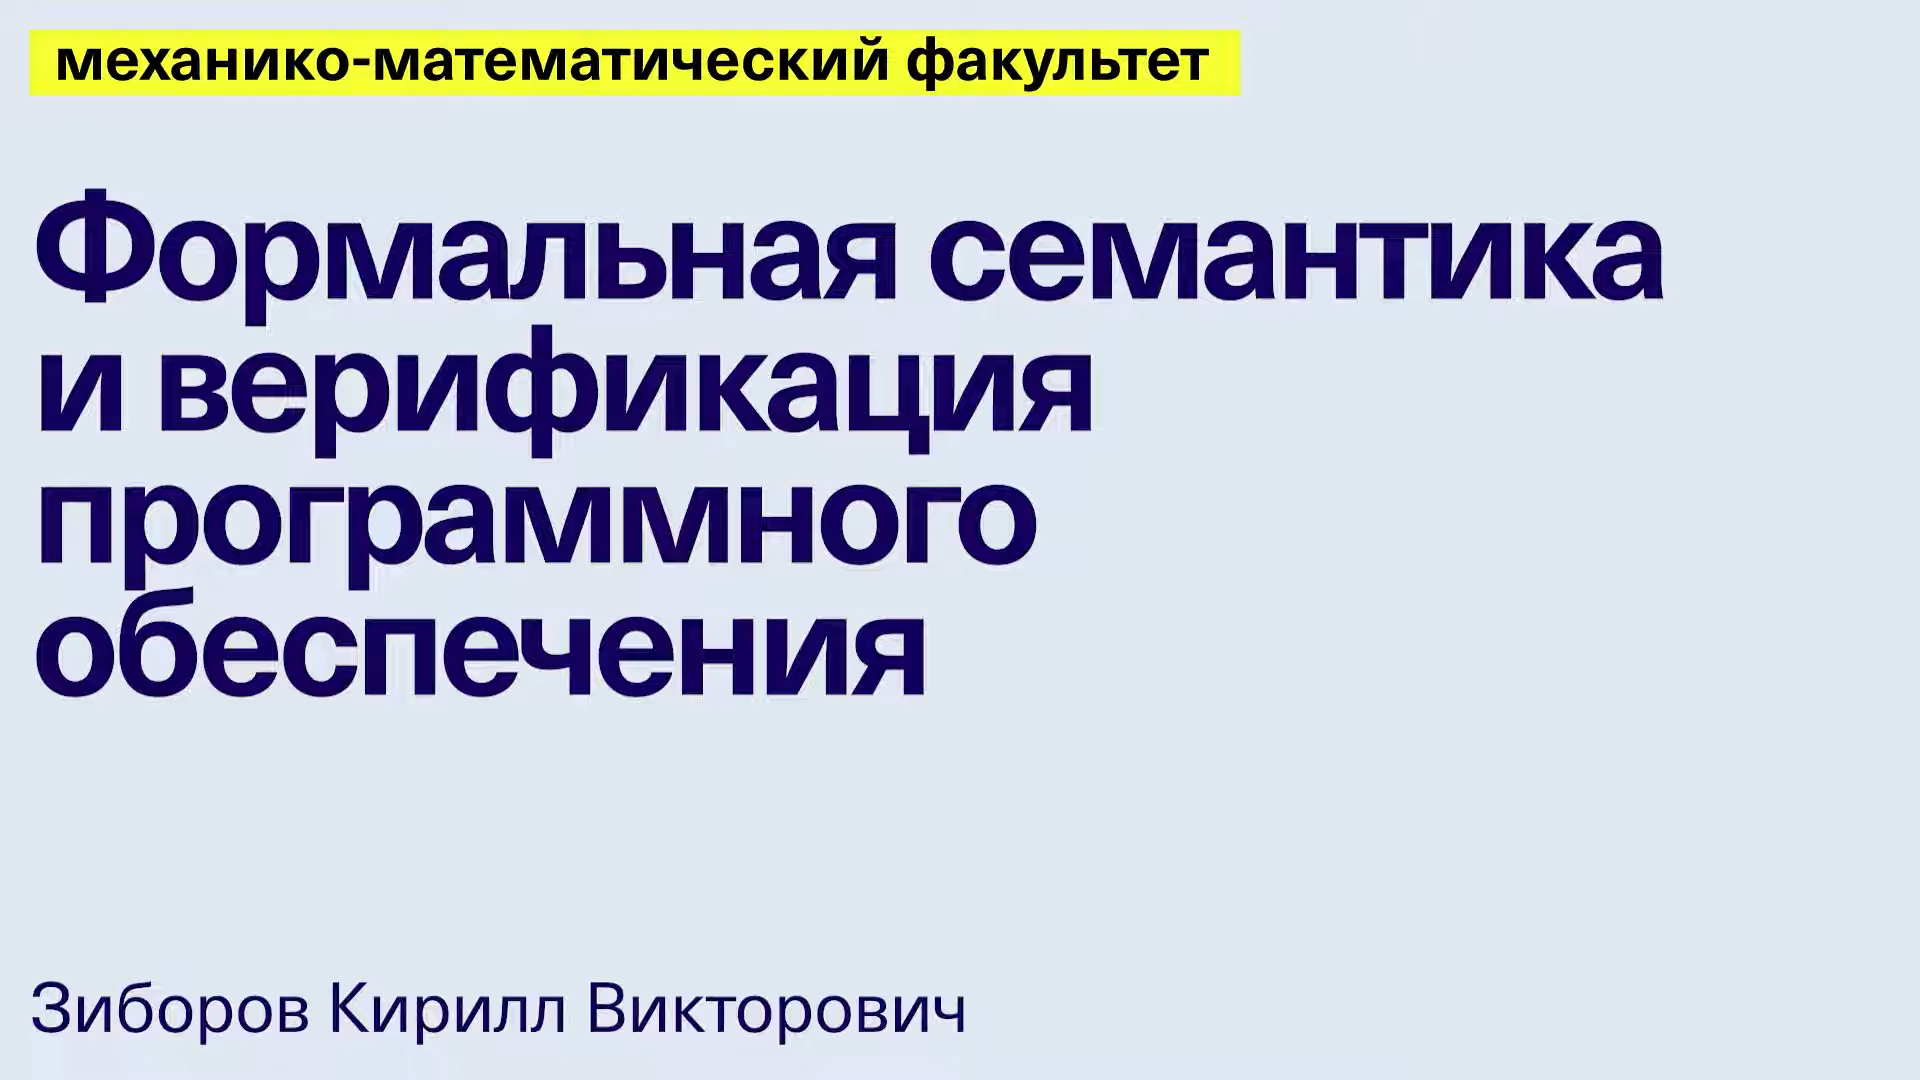 механико-математический факультет
Формальная семантика
и верификация
программного
обеспечения
Зиборов Кирилл Викторович